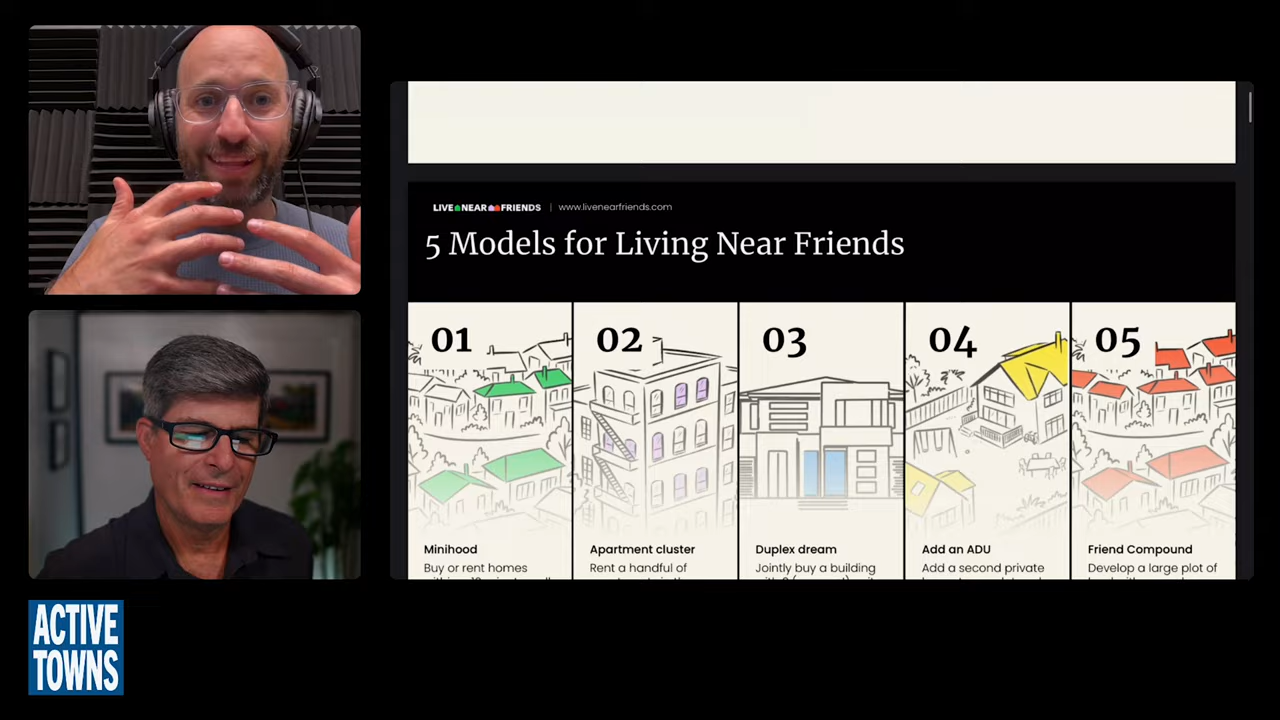 LIVE NEAR FRIENDS | www.livenearfriends.com
5 Models for Living Near Friends
01
02
03
04
05
Minihood
Buy or rent homes
Apartment cluster
Rent a handful of
Duplex dream
Jointly buy a building
Add an ADU
Add a second private
Friend Compound
Develop a large plot of
ACTIVE
TOWNS